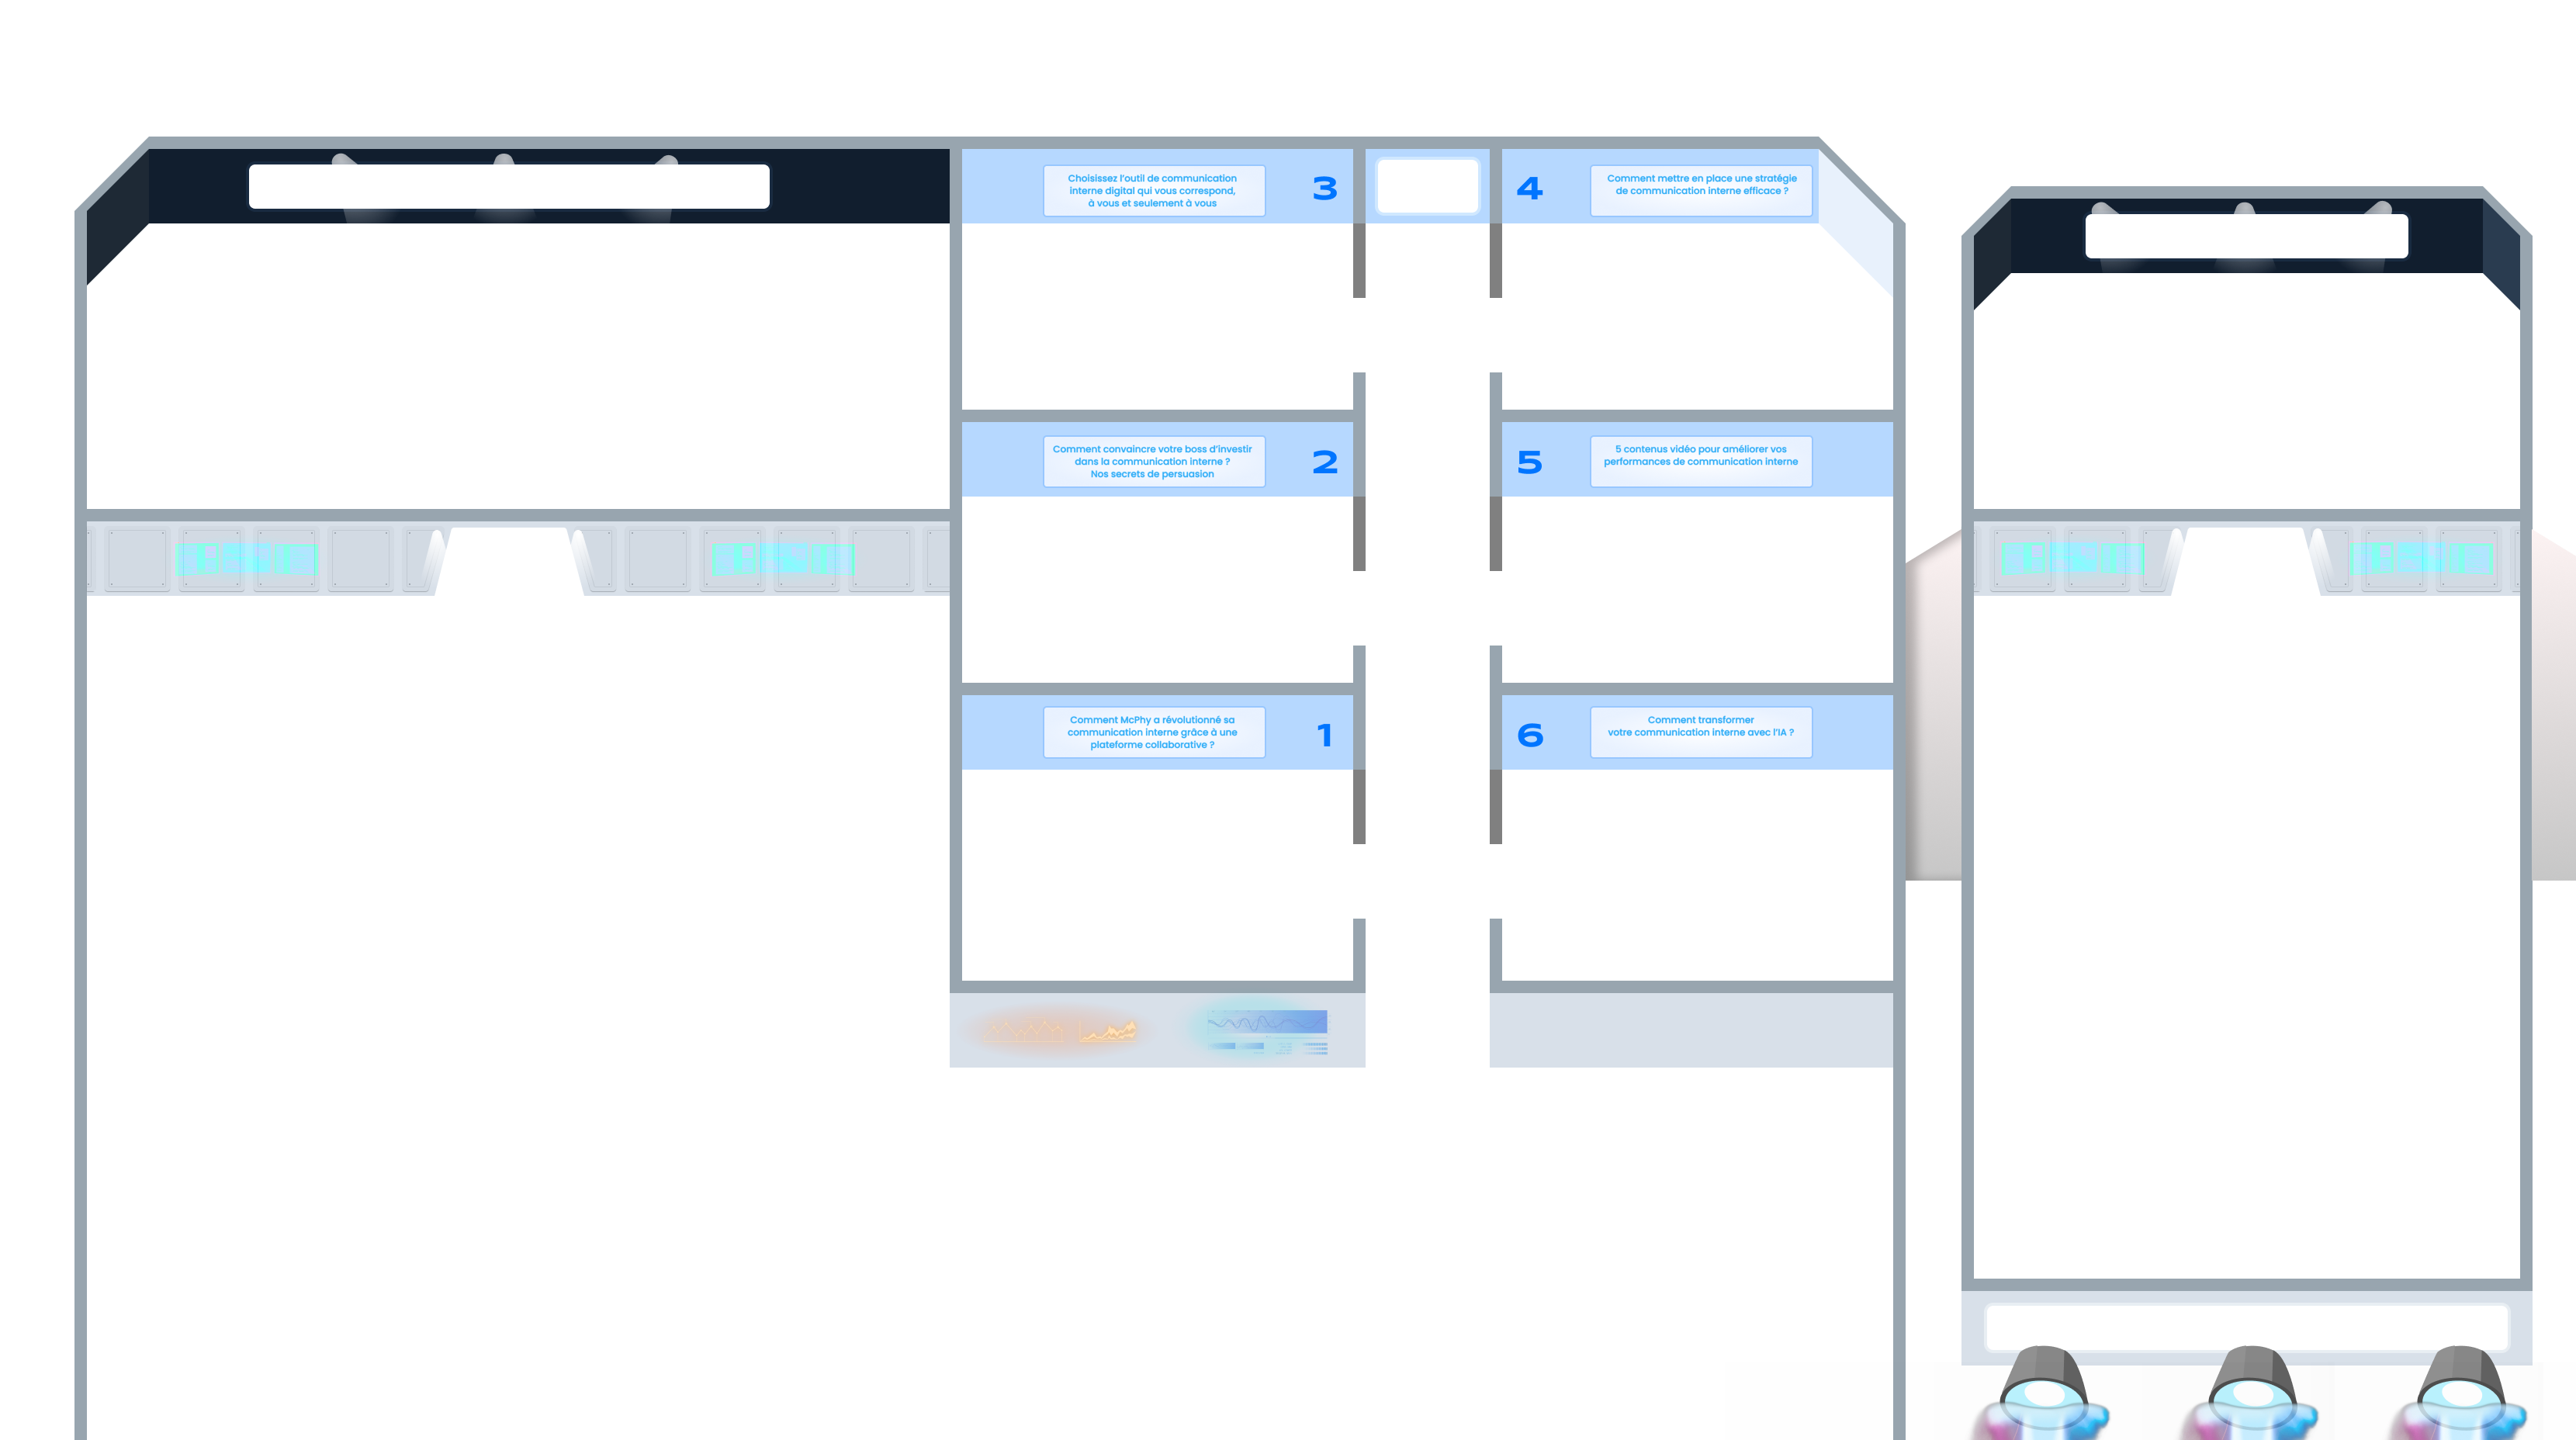 Choisissez l'outil de communication
interne digital qui vous correspond,
à vous et seulement à vous
3
4
Comment mettre en place une stratégie
de communication interne efficace ?
Comment convaincre votre boss d'investir
dans la communication interne ?
Nos secrets de persuasion
2
5
5 contenus vidéo pour améliorer vos
performances de communication interne
Comment McPhy a révolutionné sa
communication interne grâce à une
plateforme collaborative ?
1
6
Comment transformer
votre communication interne avec l'IA ?